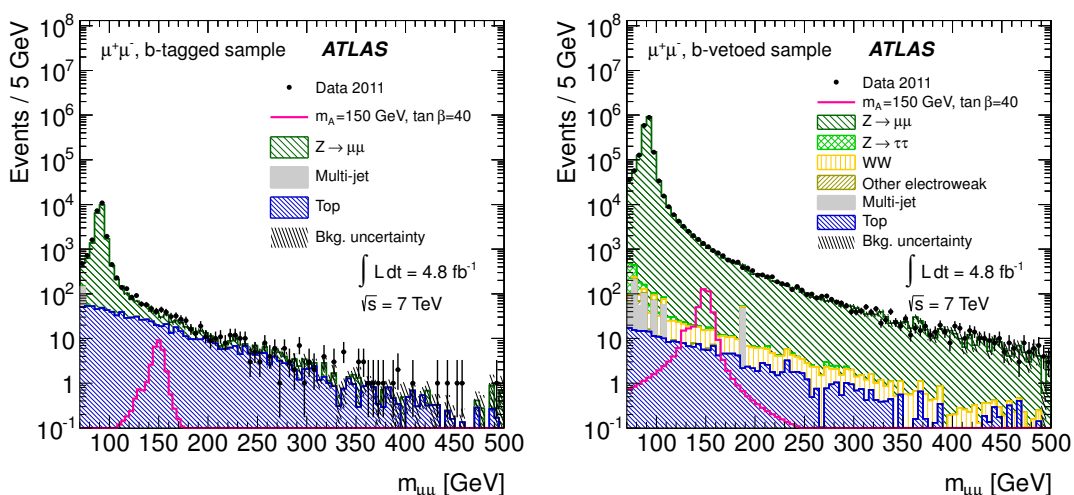 μ⁺μ⁻, b-tagged sample ATLAS
Events / 5 GeV
10⁸
10⁷
10⁶
10⁵
10⁴
10³
10²
10
1
10⁻¹
Data 2011
m_A=150 GeV, tan β=40
Z → μμ
Multi-jet
Top
Bkg. uncertainty
∫ L dt = 4.8 fb⁻¹
√s = 7 TeV
100 150 200 250 300 350 400 450 500
m_μμ [GeV]
μ⁺μ⁻, b-vetoed sample ATLAS
Events / 5 GeV
10⁸
10⁷
10⁶
10⁵
10⁴
10³
10²
10
1
10⁻¹
Data 2011
m_A=150 GeV, tan β=40
Z → μμ
Z → ττ
WW
Other electroweak
Multi-jet
Top
Bkg. uncertainty
∫ L dt = 4.8 fb⁻¹
√s = 7 TeV
100 150 200 250 300 350 400 450 500
m_μμ [GeV]